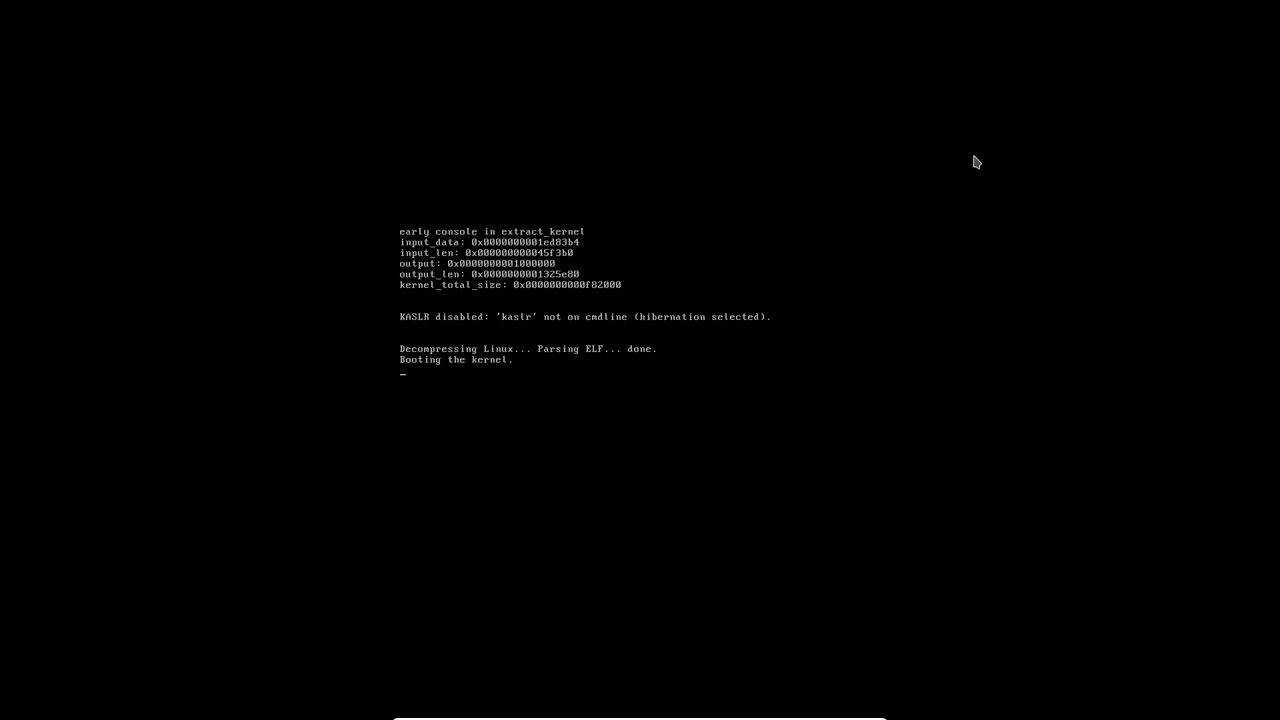 early console in extract_kernel
input_data: 0x0000000001ed83b4
input_len: 0x000000000045f3b0
output: 0x0000000001000000
output_len: 0x0000000001325e80
kernel_total_size: 0x0000000000f82000
KASLR disabled: 'kaslr' not on cmdline (hibernation selected).
Decompressing Linux... Parsing ELF... done.
Booting the kernel.
_